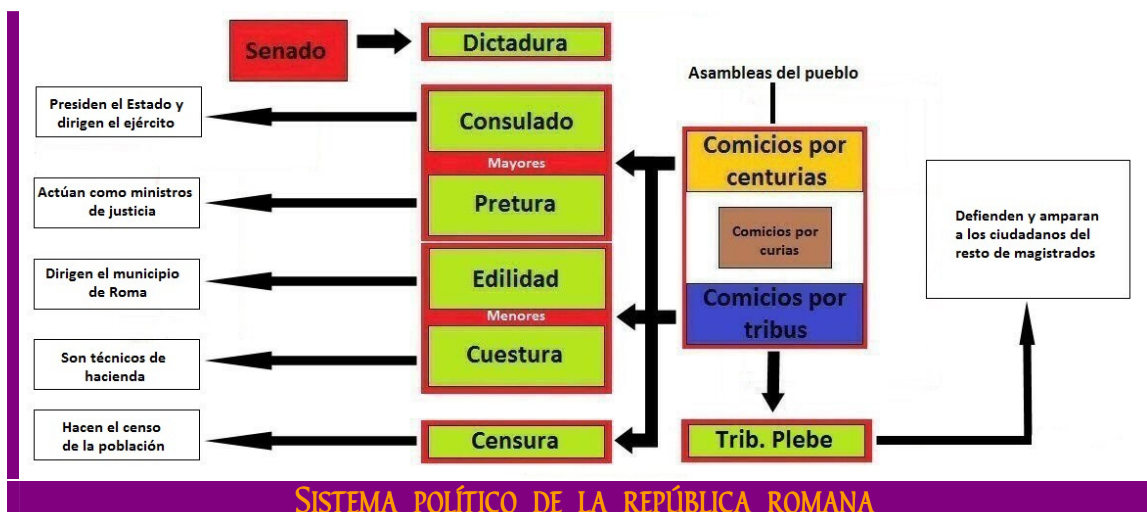 Senado
Dictadura
Asambleas del pueblo
Presiden el Estado y
dirigen el ejército
Consulado
Mayores
Pretura
Actúan como ministros
de justicia
Comicios por
centurias
Comicios por
curias
Comicios por
tribus
Defienden y amparan
a los ciudadanos del
resto de magistrados
Dirigen el municipio
de Roma
Edilidad
Menores
Cuestura
Son técnicos de
hacienda
Hacen el censo
de la población
Censura
Trib. Plebe
SISTEMA POLÍTICO DE LA REPÚBLICA ROMANA